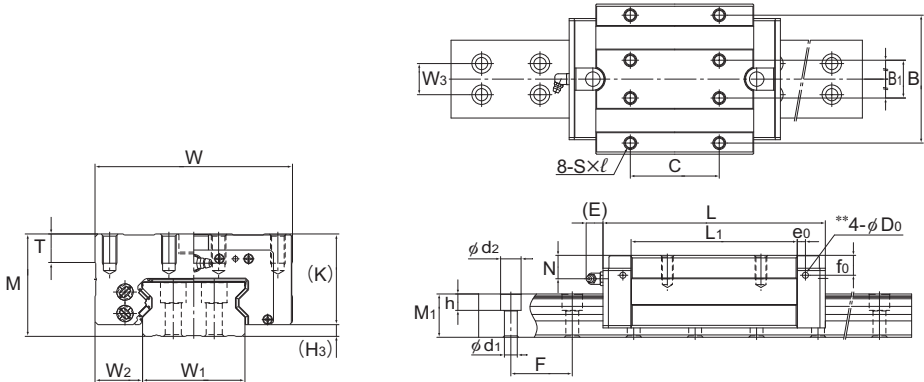 W3
B1
B
8-S×ℓ
C
W
T
M
(K)
(H3)
W2
W1
(E)
L
L1
e0
**4-φD0
φd2
N
f0
h
M1
φd1
F